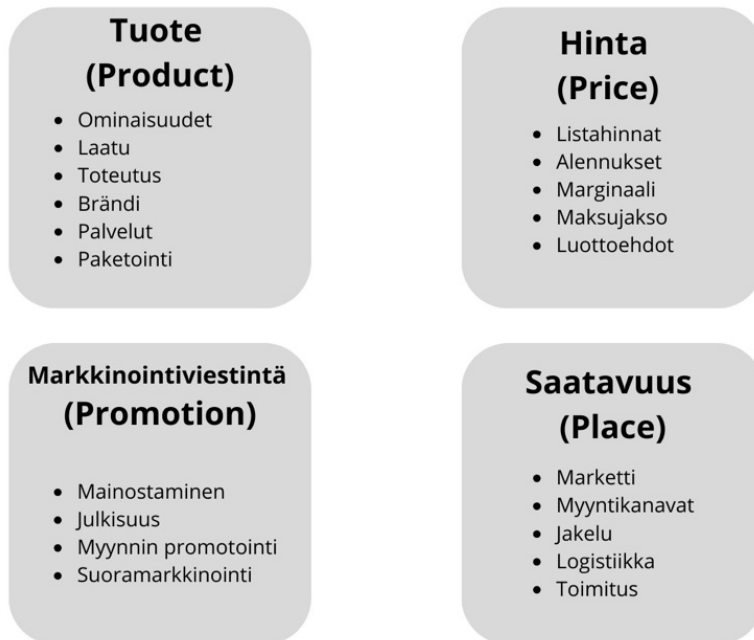 Tuote
(Product)
• Ominaisuudet
• Laatu
• Toteutus
• Brändi
• Palvelut
• Paketointi
Hinta
(Price)
• Listahinnat
• Alennukset
• Marginaali
• Maksujakso
• Luottoehdot
Markkinointiviestintä
(Promotion)
• Mainostaminen
• Julkisuus
• Myynnin promotointi
• Suoramarkkinointi
Saatavuus
(Place)
• Marketti
• Myyntikanavat
• Jakelu
• Logistiikka
• Toimitus